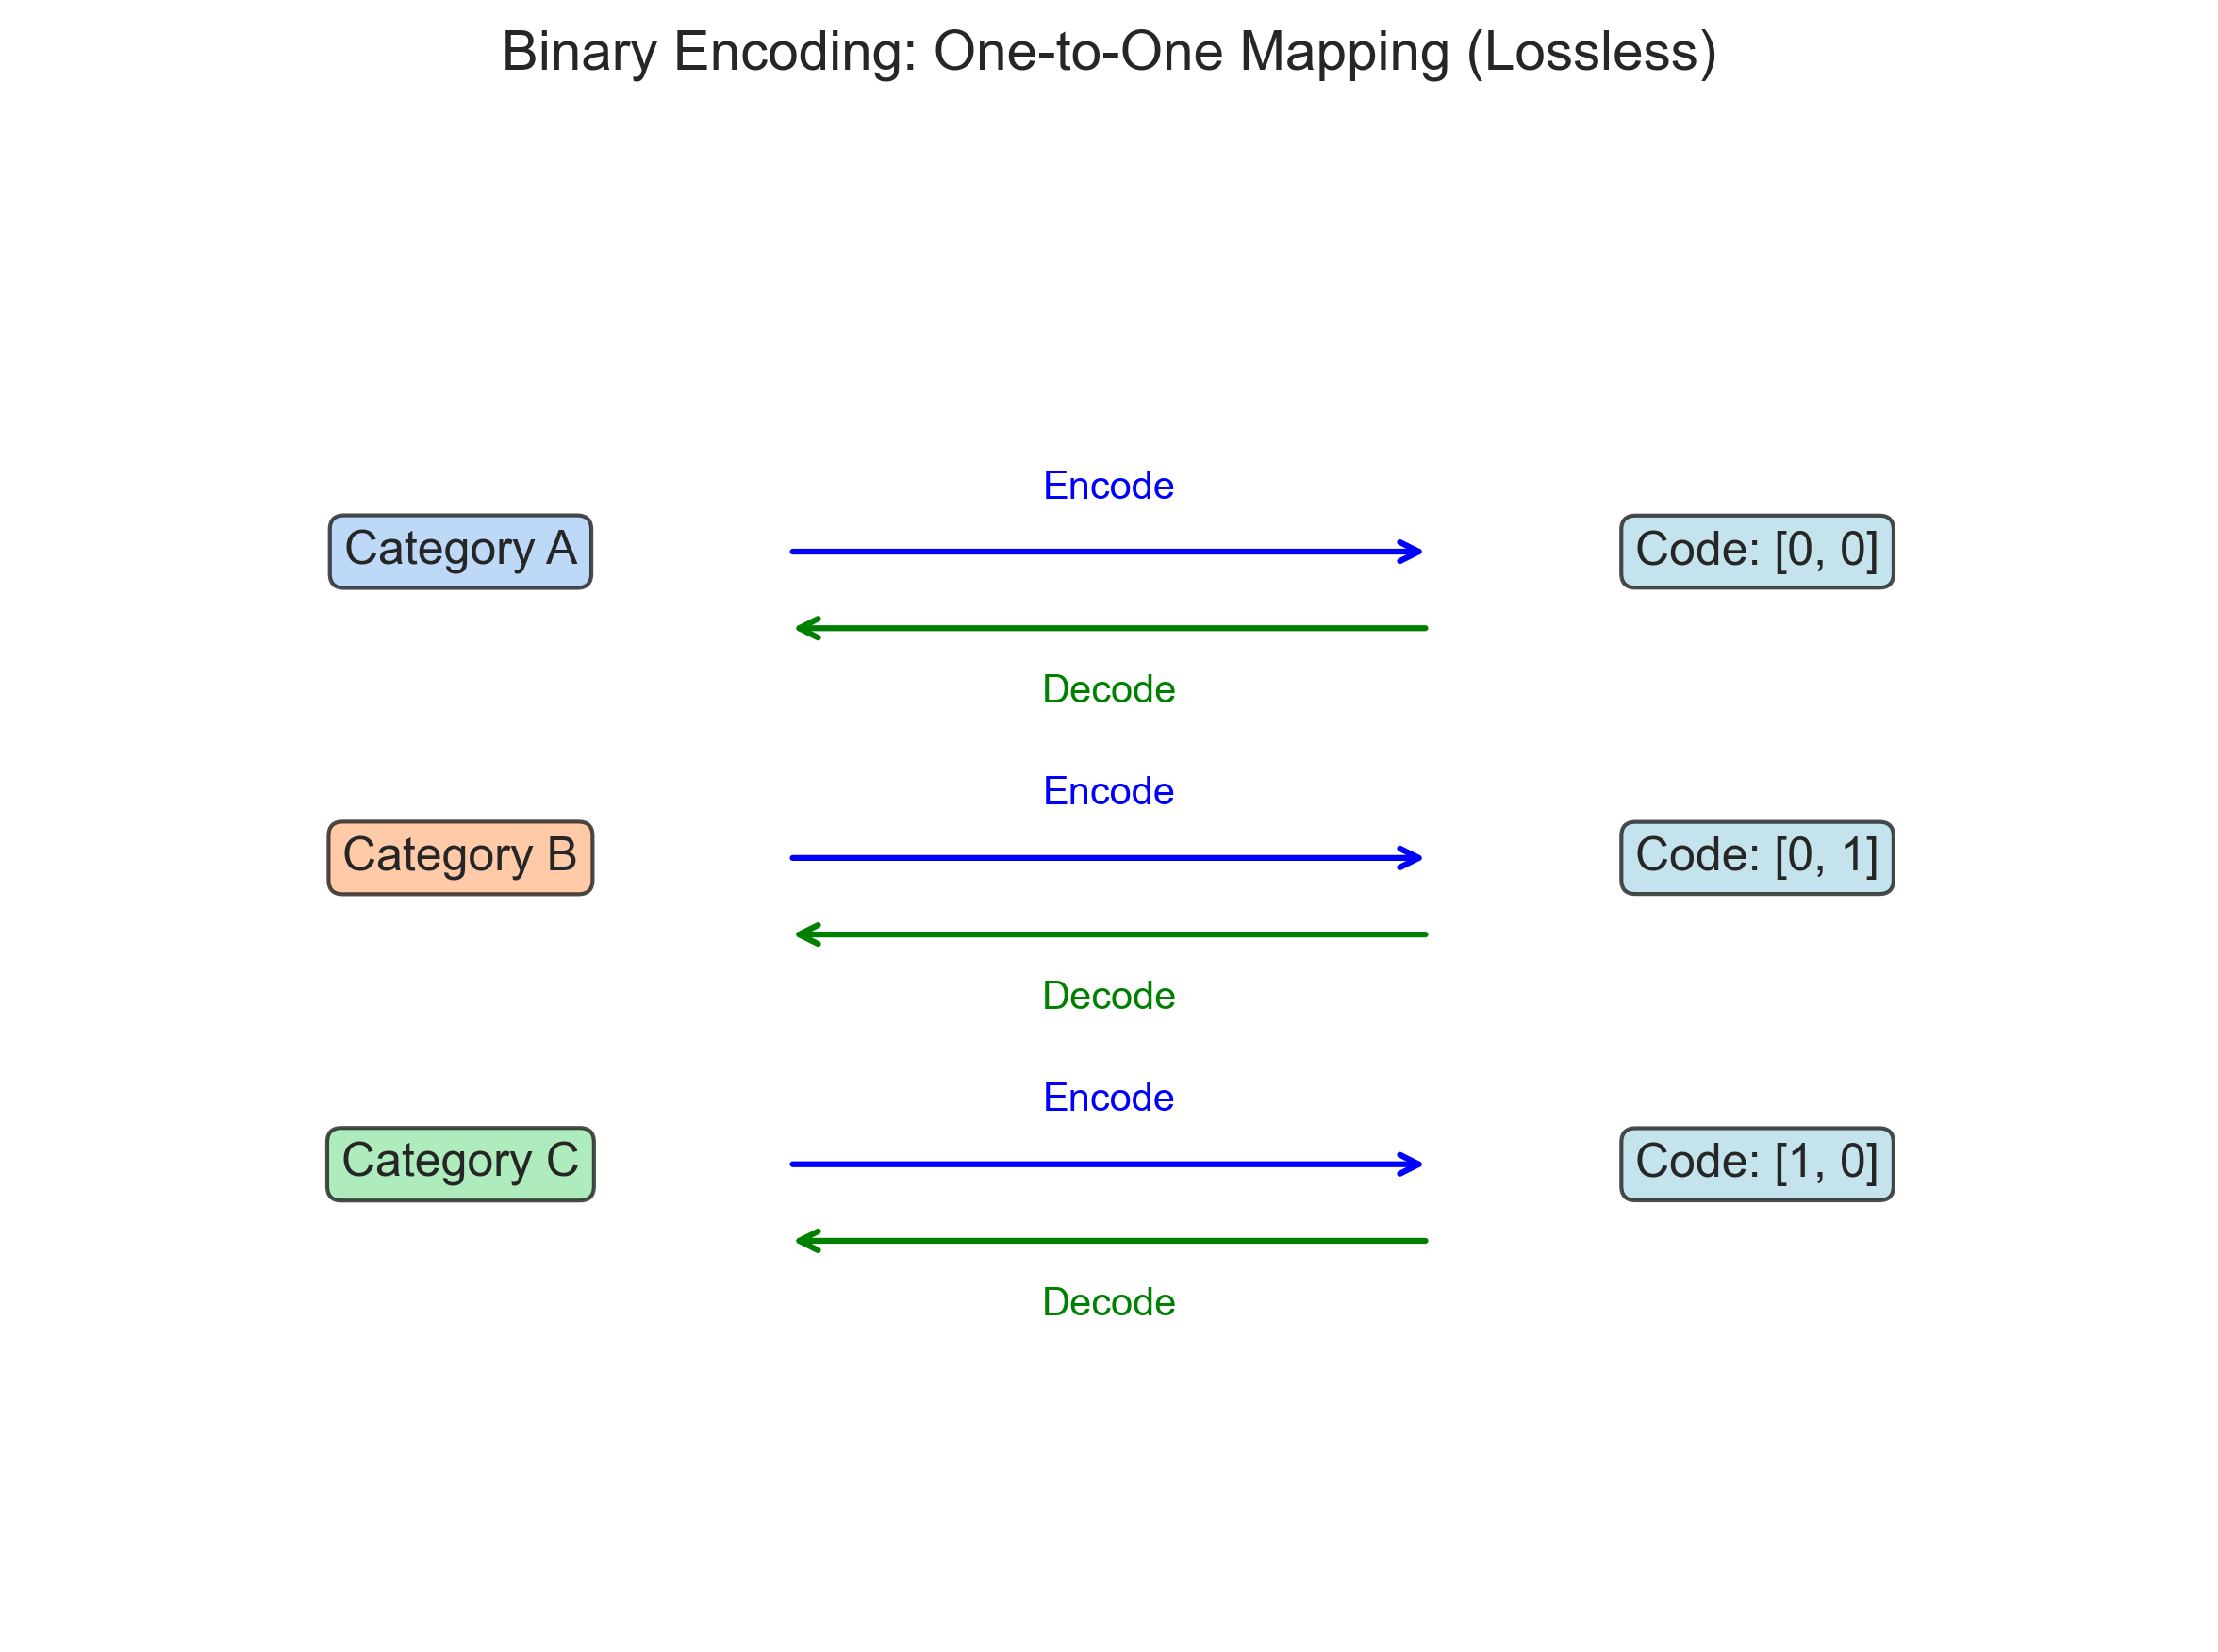 Binary Encoding: One-to-One Mapping (Lossless)
Encode
Category A
Code: [0, 0]
Decode
Encode
Category B
Code: [0, 1]
Decode
Encode
Category C
Code: [1, 0]
Decode